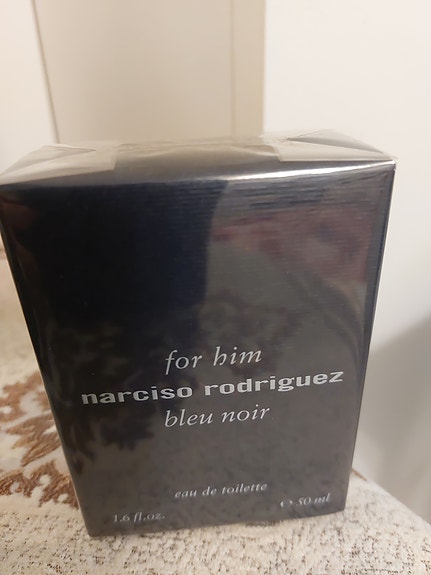 for him
narciso rodriguez
bleu noir
eau de toilette
1.6 fl.oz. ℮ 50 ml